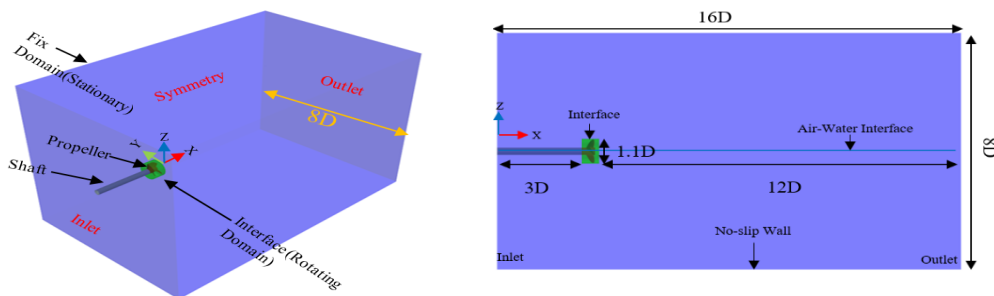 Fix
Domain(Stationary)
Symmetry
Outlet
8D
Propeller
Shaft
Z
Y
X
Inlet
Interface(Rotating
Domain)
16D
Z
X
Interface
Air-Water Interface
1.1D
3D
12D
8D
No-slip Wall
Inlet
Outlet